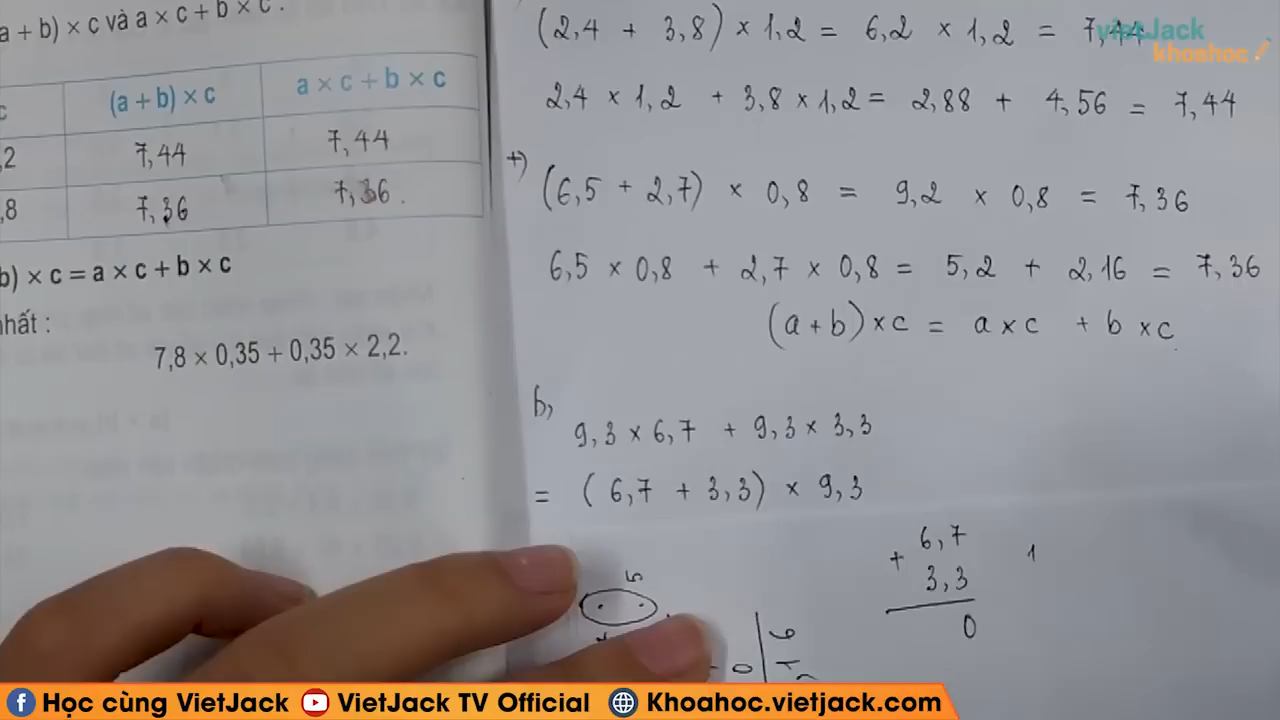 a + b) × c và a × c + b × c .
c (a + b) × c a × c + b × c
,2 7,44 7,44
,8 7,36 7,36 .
b) × c = a × c + b × c
nhất :
7,8 × 0,35 + 0,35 × 2,2.
(2,4 + 3,8) × 1,2 = 6,2 × 1,2 = 7,44
2,4 × 1,2 + 3,8 × 1,2 = 2,88 + 4,56 = 7,44
+) (6,5 + 2,7) × 0,8 = 9,2 × 0,8 = 7,36
6,5 × 0,8 + 2,7 × 0,8 = 5,2 + 2,16 = 7,36
(a + b) × c = a × c + b × c
b,
9,3 × 6,7 + 9,3 × 3,3
= (6,7 + 3,3) × 9,3
6,7 1
+
3,3
0
vietJack
khoahoc
Học cùng VietJack VietJack TV Official Khoahoc.vietjack.com